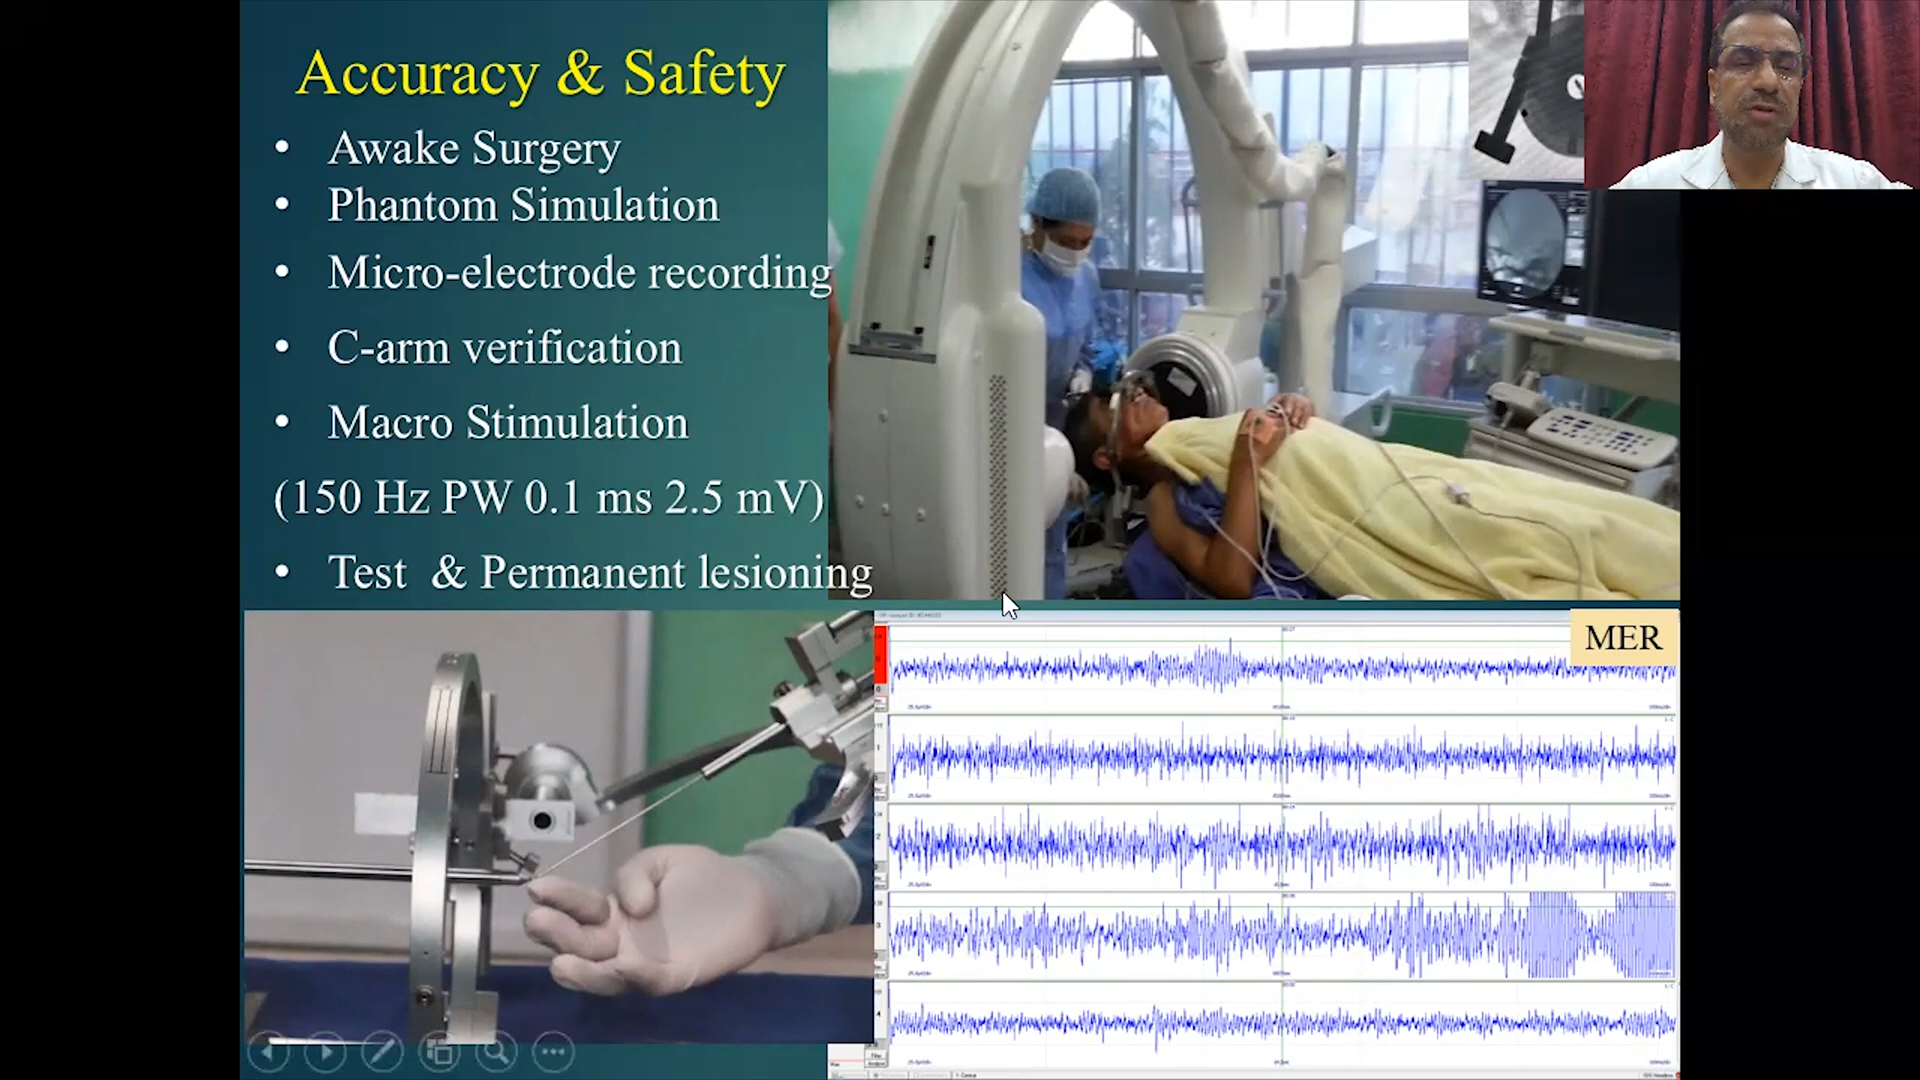 Accuracy & Safety
• Awake Surgery
• Phantom Simulation
• Micro-electrode recording
• C-arm verification
• Macro Stimulation
(150 Hz PW 0.1 ms 2.5 mV)
• Test & Permanent lesioning
MER